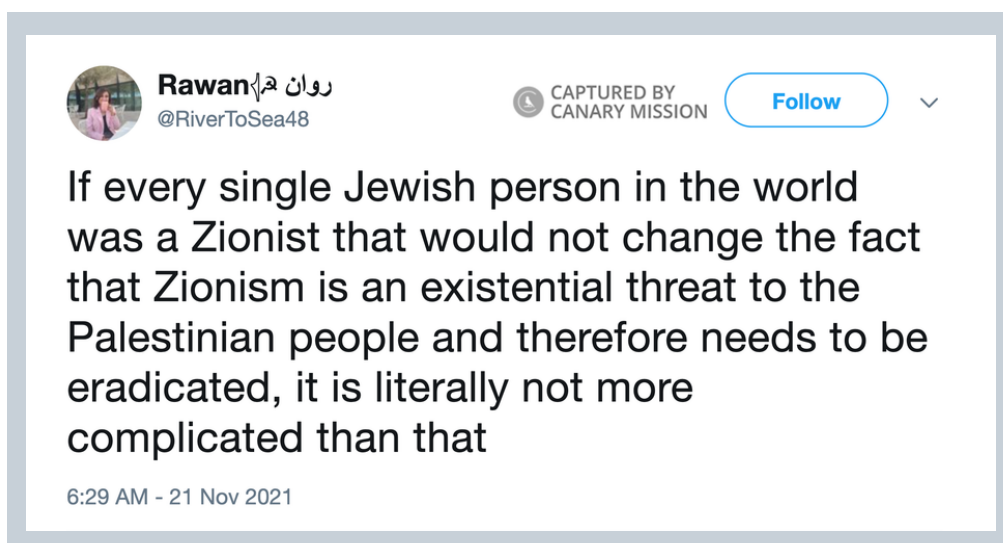 Rawan☭ روان
@RiverToSea48
CAPTURED BY
CANARY MISSION
Follow
If every single Jewish person in the world
was a Zionist that would not change the fact
that Zionism is an existential threat to the
Palestinian people and therefore needs to be
eradicated, it is literally not more
complicated than that
6:29 AM - 21 Nov 2021